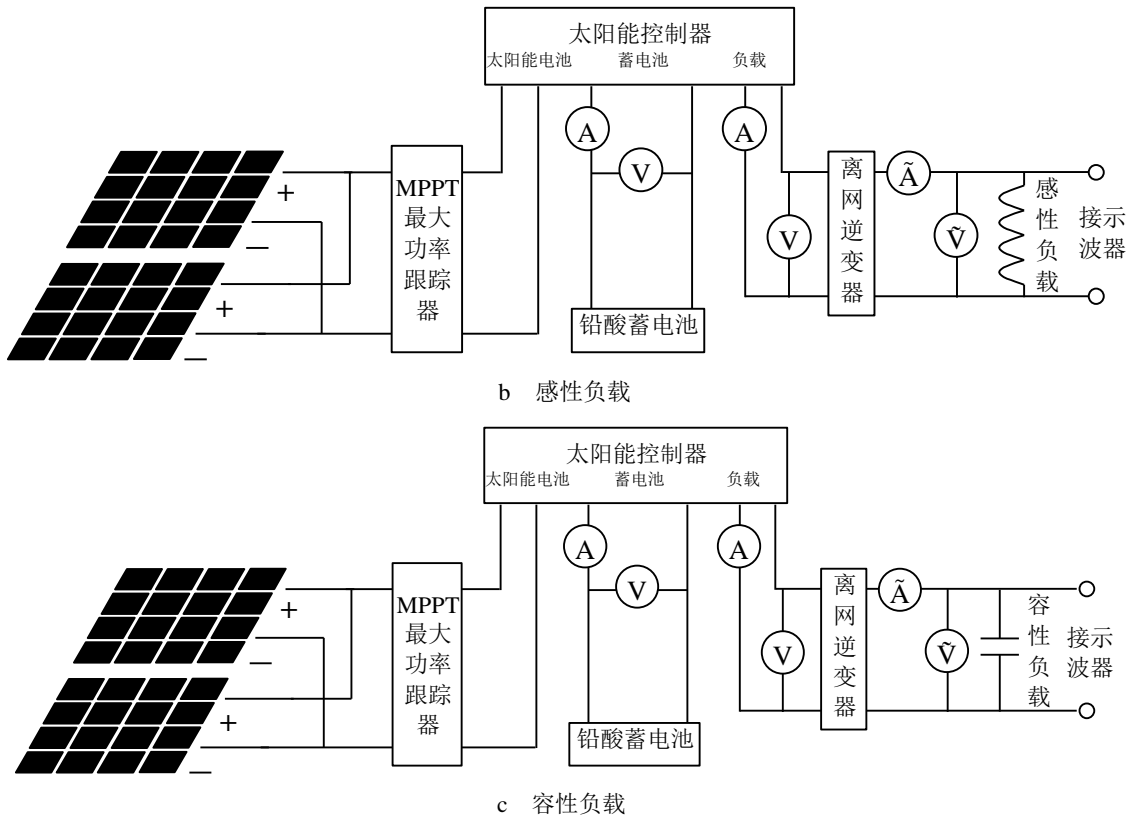 太阳能控制器
太阳能电池 蓄电池 负载
A
A
V
MPPT
最大
功率
跟踪
器
+
—
+
—
V
离
网
逆
变
器
Ã
Ṽ
感
性
负
载
接示
波器
铅酸蓄电池
b 感性负载
太阳能控制器
太阳能电池 蓄电池 负载
A
A
V
MPPT
最大
功率
跟踪
器
+
—
+
—
V
离
网
逆
变
器
Ã
Ṽ
容
性
负
载
接示
波器
铅酸蓄电池
c 容性负载